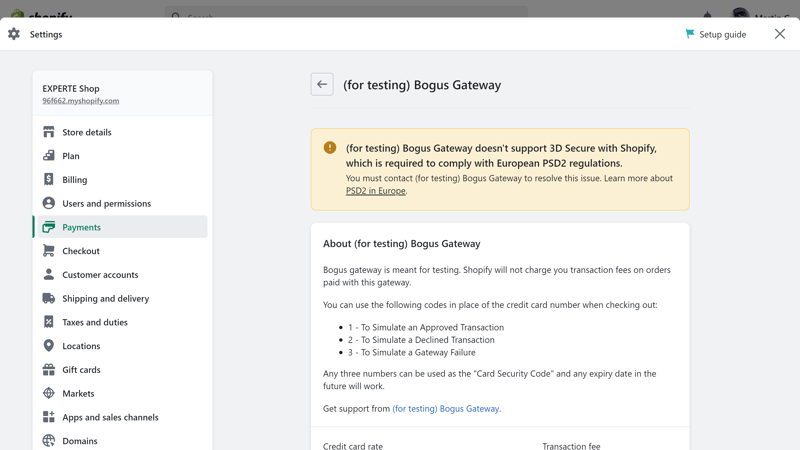 shopify
Search
Martin G
Settings
Setup guide
EXPERTE Shop
96f662.myshopify.com
Store details
Plan
Billing
Users and permissions
Payments
Checkout
Customer accounts
Shipping and delivery
Taxes and duties
Locations
Gift cards
Markets
Apps and sales channels
Domains
(for testing) Bogus Gateway
(for testing) Bogus Gateway doesn't support 3D Secure with Shopify,
which is required to comply with European PSD2 regulations.
You must contact (for testing) Bogus Gateway to resolve this issue. Learn more about
PSD2 in Europe.
About (for testing) Bogus Gateway
Bogus gateway is meant for testing. Shopify will not charge you transaction fees on orders
paid with this gateway.
You can use the following codes in place of the credit card number when checking out:
• 1 - To Simulate an Approved Transaction
• 2 - To Simulate a Declined Transaction
• 3 - To Simulate a Gateway Failure
Any three numbers can be used as the "Card Security Code" and any expiry date in the
future will work.
Get support from (for testing) Bogus Gateway.
Credit card rate
Transaction fee